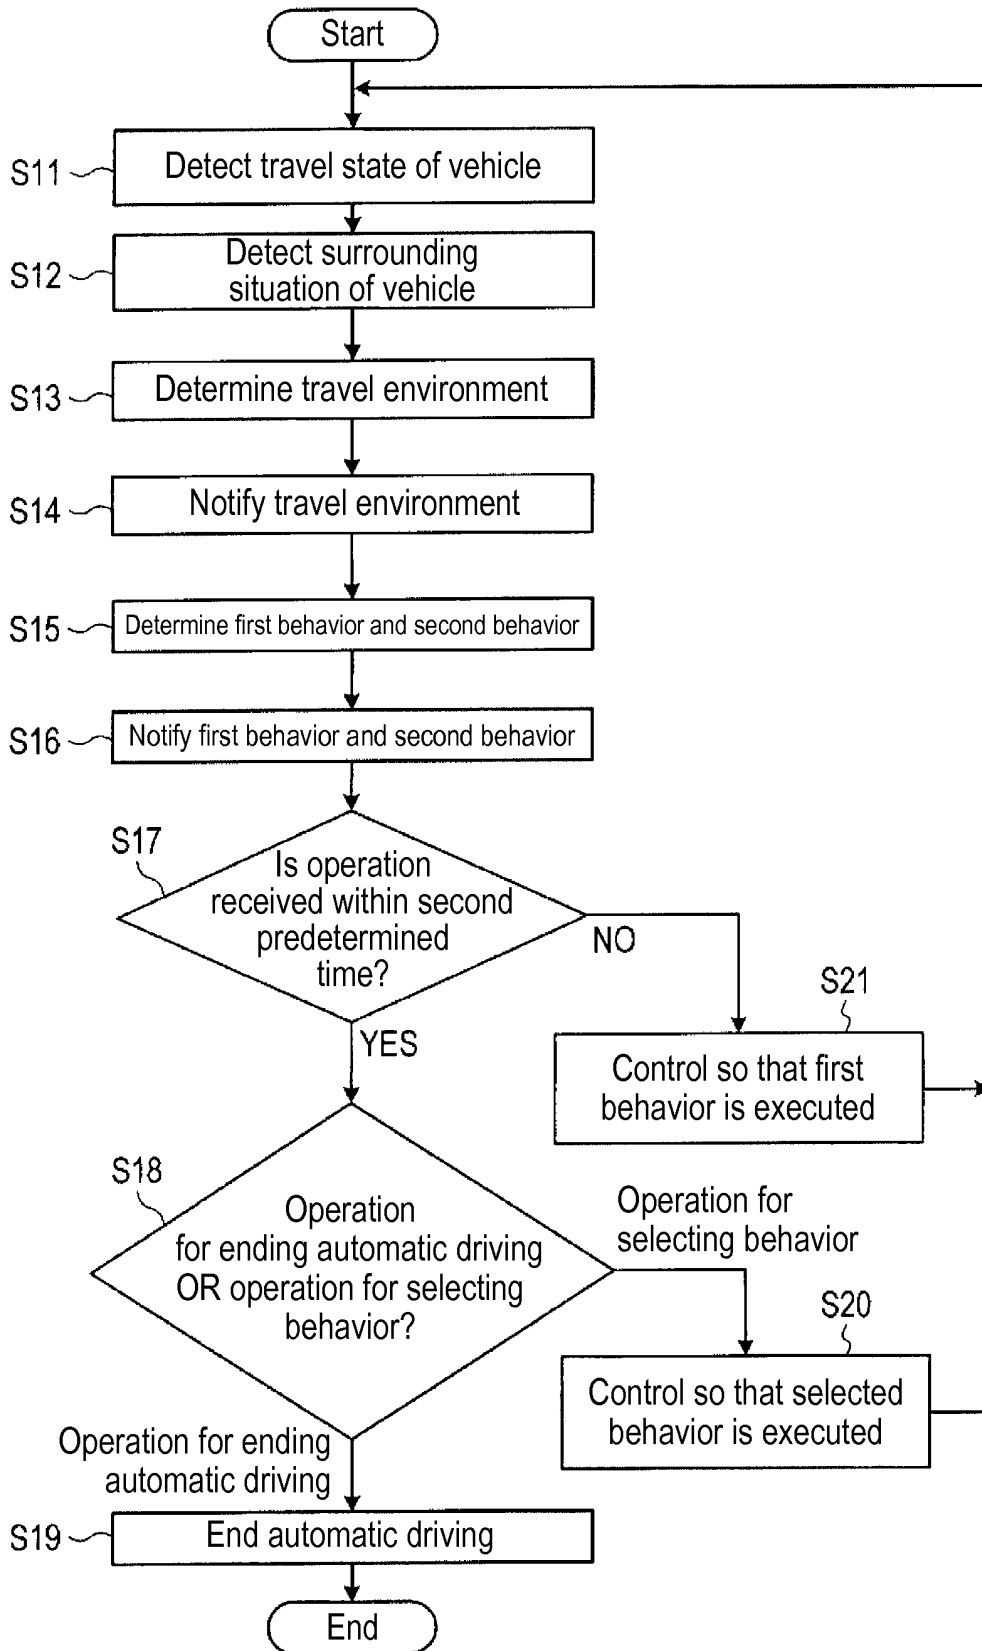 Start
S11
Detect travel state of vehicle
S12
Detect surrounding
situation of vehicle
S13
Determine travel environment
S14
Notify travel environment
S15
Determine first behavior and second behavior
S16
Notify first behavior and second behavior
S17
Is operation
received within second
predetermined
time?
NO
YES
S21
Control so that first
behavior is executed
S18
Operation
for ending automatic driving
OR operation for selecting
behavior?
Operation for
selecting behavior
S20
Control so that selected
behavior is executed
Operation for ending
automatic driving
S19
End automatic driving
End